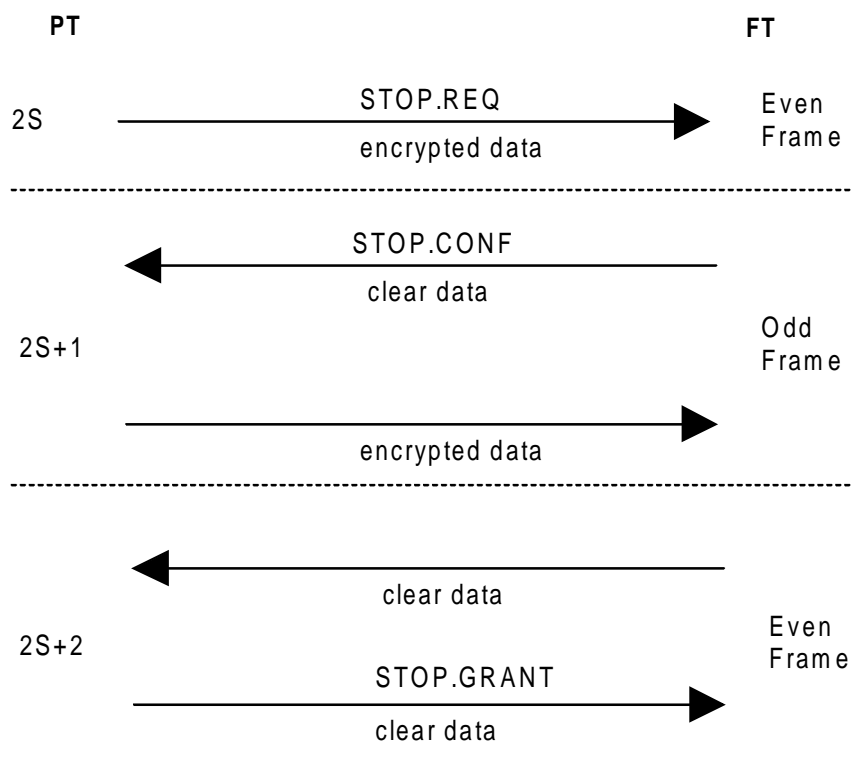 PT
FT
STOP.REQ
2S
Even
Frame
encrypted data
STOP.CONF
clear data
2S+1
Odd
Frame
encrypted data
clear data
2S+2
Even
Frame
STOP.GRANT
clear data